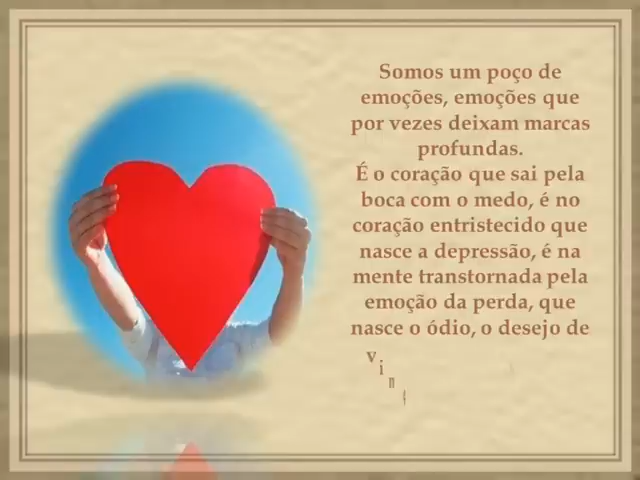 Somos um poço de
emoções, emoções que
por vezes deixam marcas
profundas.
É o coração que sai pela
boca com o medo, é no
coração entristecido que
nasce a depressão, é na
mente transtornada pela
emoção da perda, que
nasce o ódio, o desejo de
vin